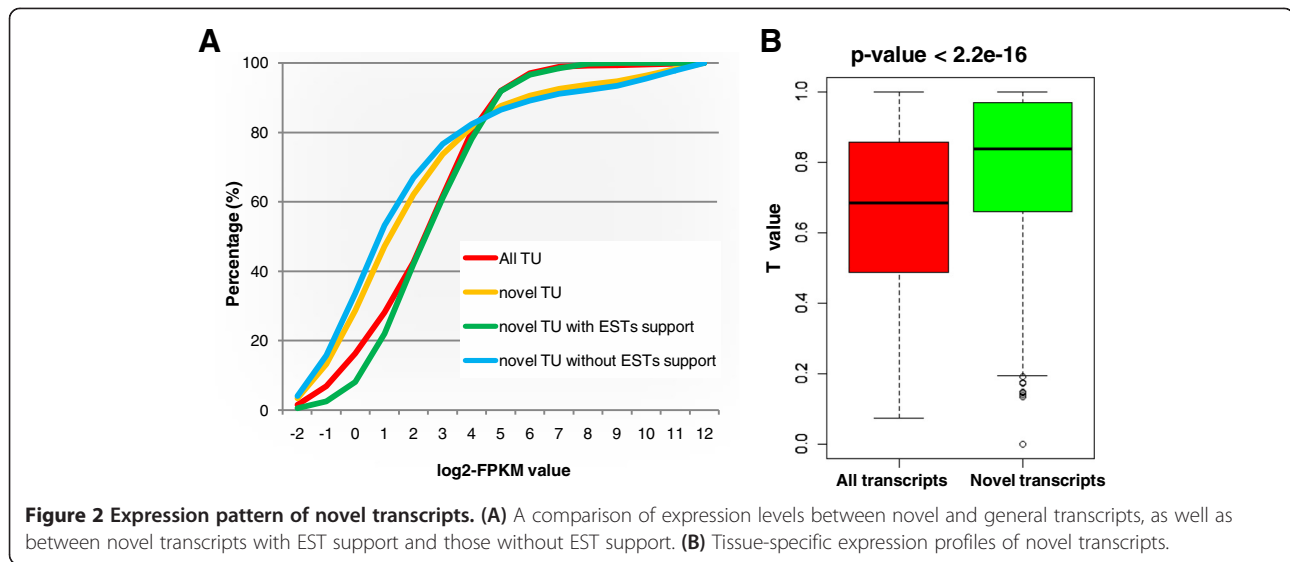 A
100
80
60
40
20
0
Percentage (%)
-2 -1 0 1 2 3 4 5 6 7 8 9 10 11 12
log2-FPKM value
All TU
novel TU
novel TU with ESTs support
novel TU without ESTs support
B
p-value < 2.2e-16
1.0
0.8
0.6
0.4
0.2
0.0
T value
All transcripts Novel transcripts
Figure 2 Expression pattern of novel transcripts. (A) A comparison of expression levels between novel and general transcripts, as well as
between novel transcripts with EST support and those without EST support. (B) Tissue-specific expression profiles of novel transcripts.